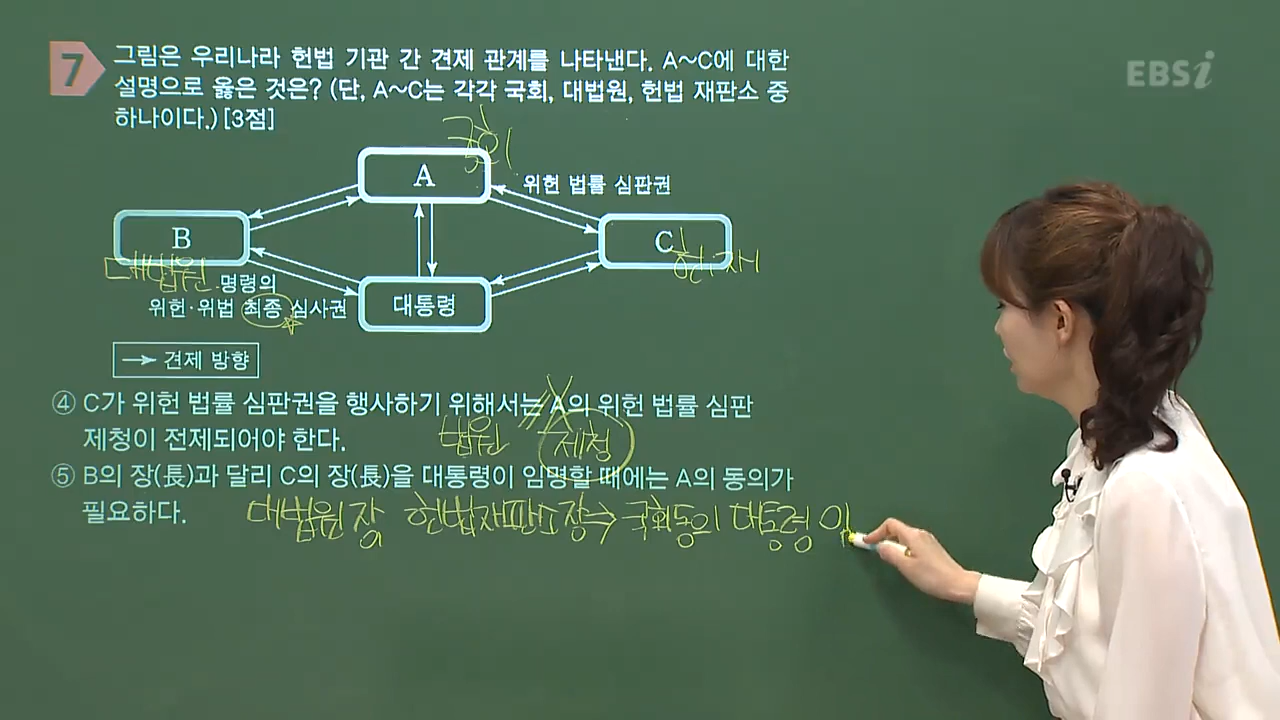 EBSi
7
그림은 우리나라 헌법 기관 간 견제 관계를 나타낸다. A~C에 대한
설명으로 옳은 것은? (단, A~C는 각각 국회, 대법원, 헌법 재판소 중
하나이다.) [3점]
국회
A
위헌 법률 심판권
B
C
대법원
헌재
명령의
위헌·위법 최종 심사권
대통령
→ 견제 방향
④ C가 위헌 법률 심판권을 행사하기 위해서는 A의 위헌 법률 심판
제청이 전제되어야 한다.
법원 제청
⑤ B의 장(長)과 달리 C의 장(長)을 대통령이 임명할 때에는 A의 동의가
필요하다.
대법원장 헌법재판소장 ⇒ 국회동의 대통령 임